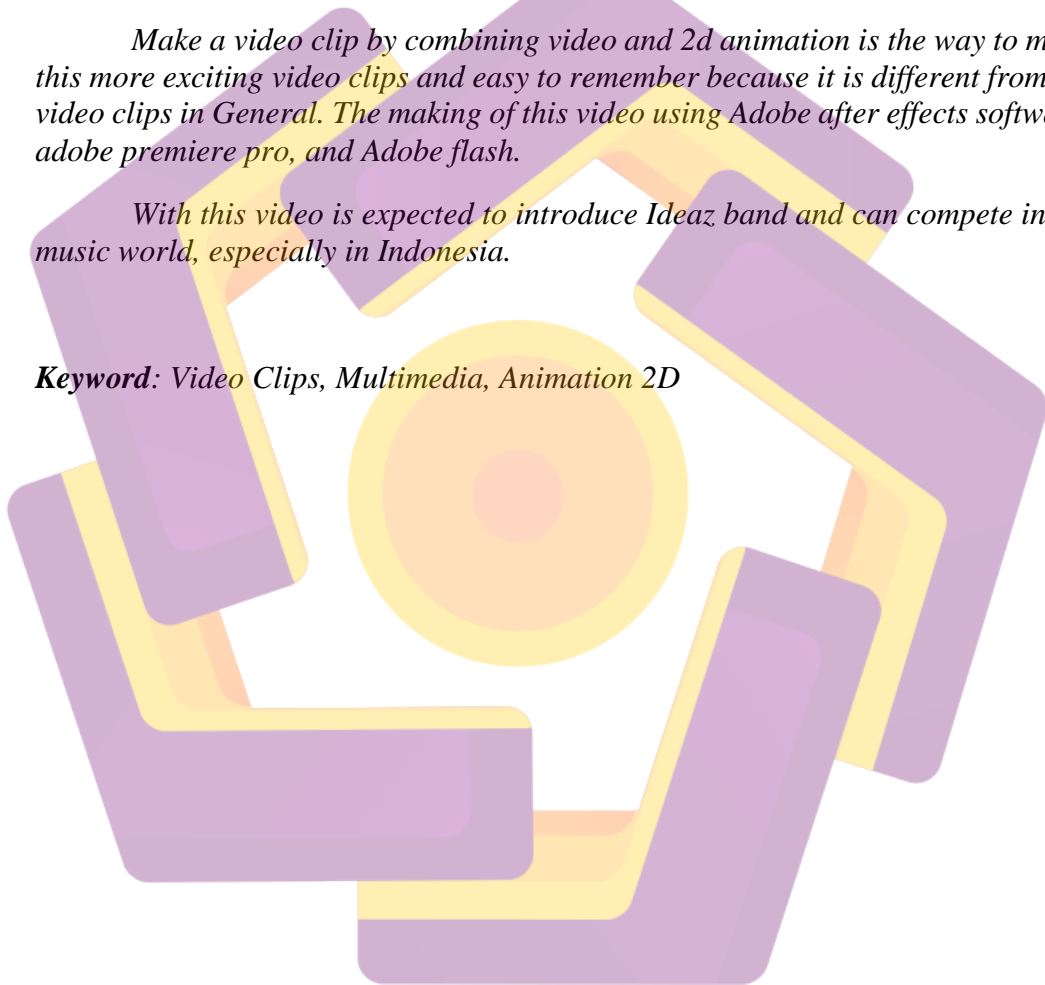 Make a video clip by combining video and 2d animation is the way to m
this more exciting video clips and easy to remember because it is different from
video clips in General. The making of this video using Adobe after effects softw
adobe premiere pro, and Adobe flash.
With this video is expected to introduce Ideaz band and can compete in
music world, especially in Indonesia.
Keyword: Video Clips, Multimedia, Animation 2D